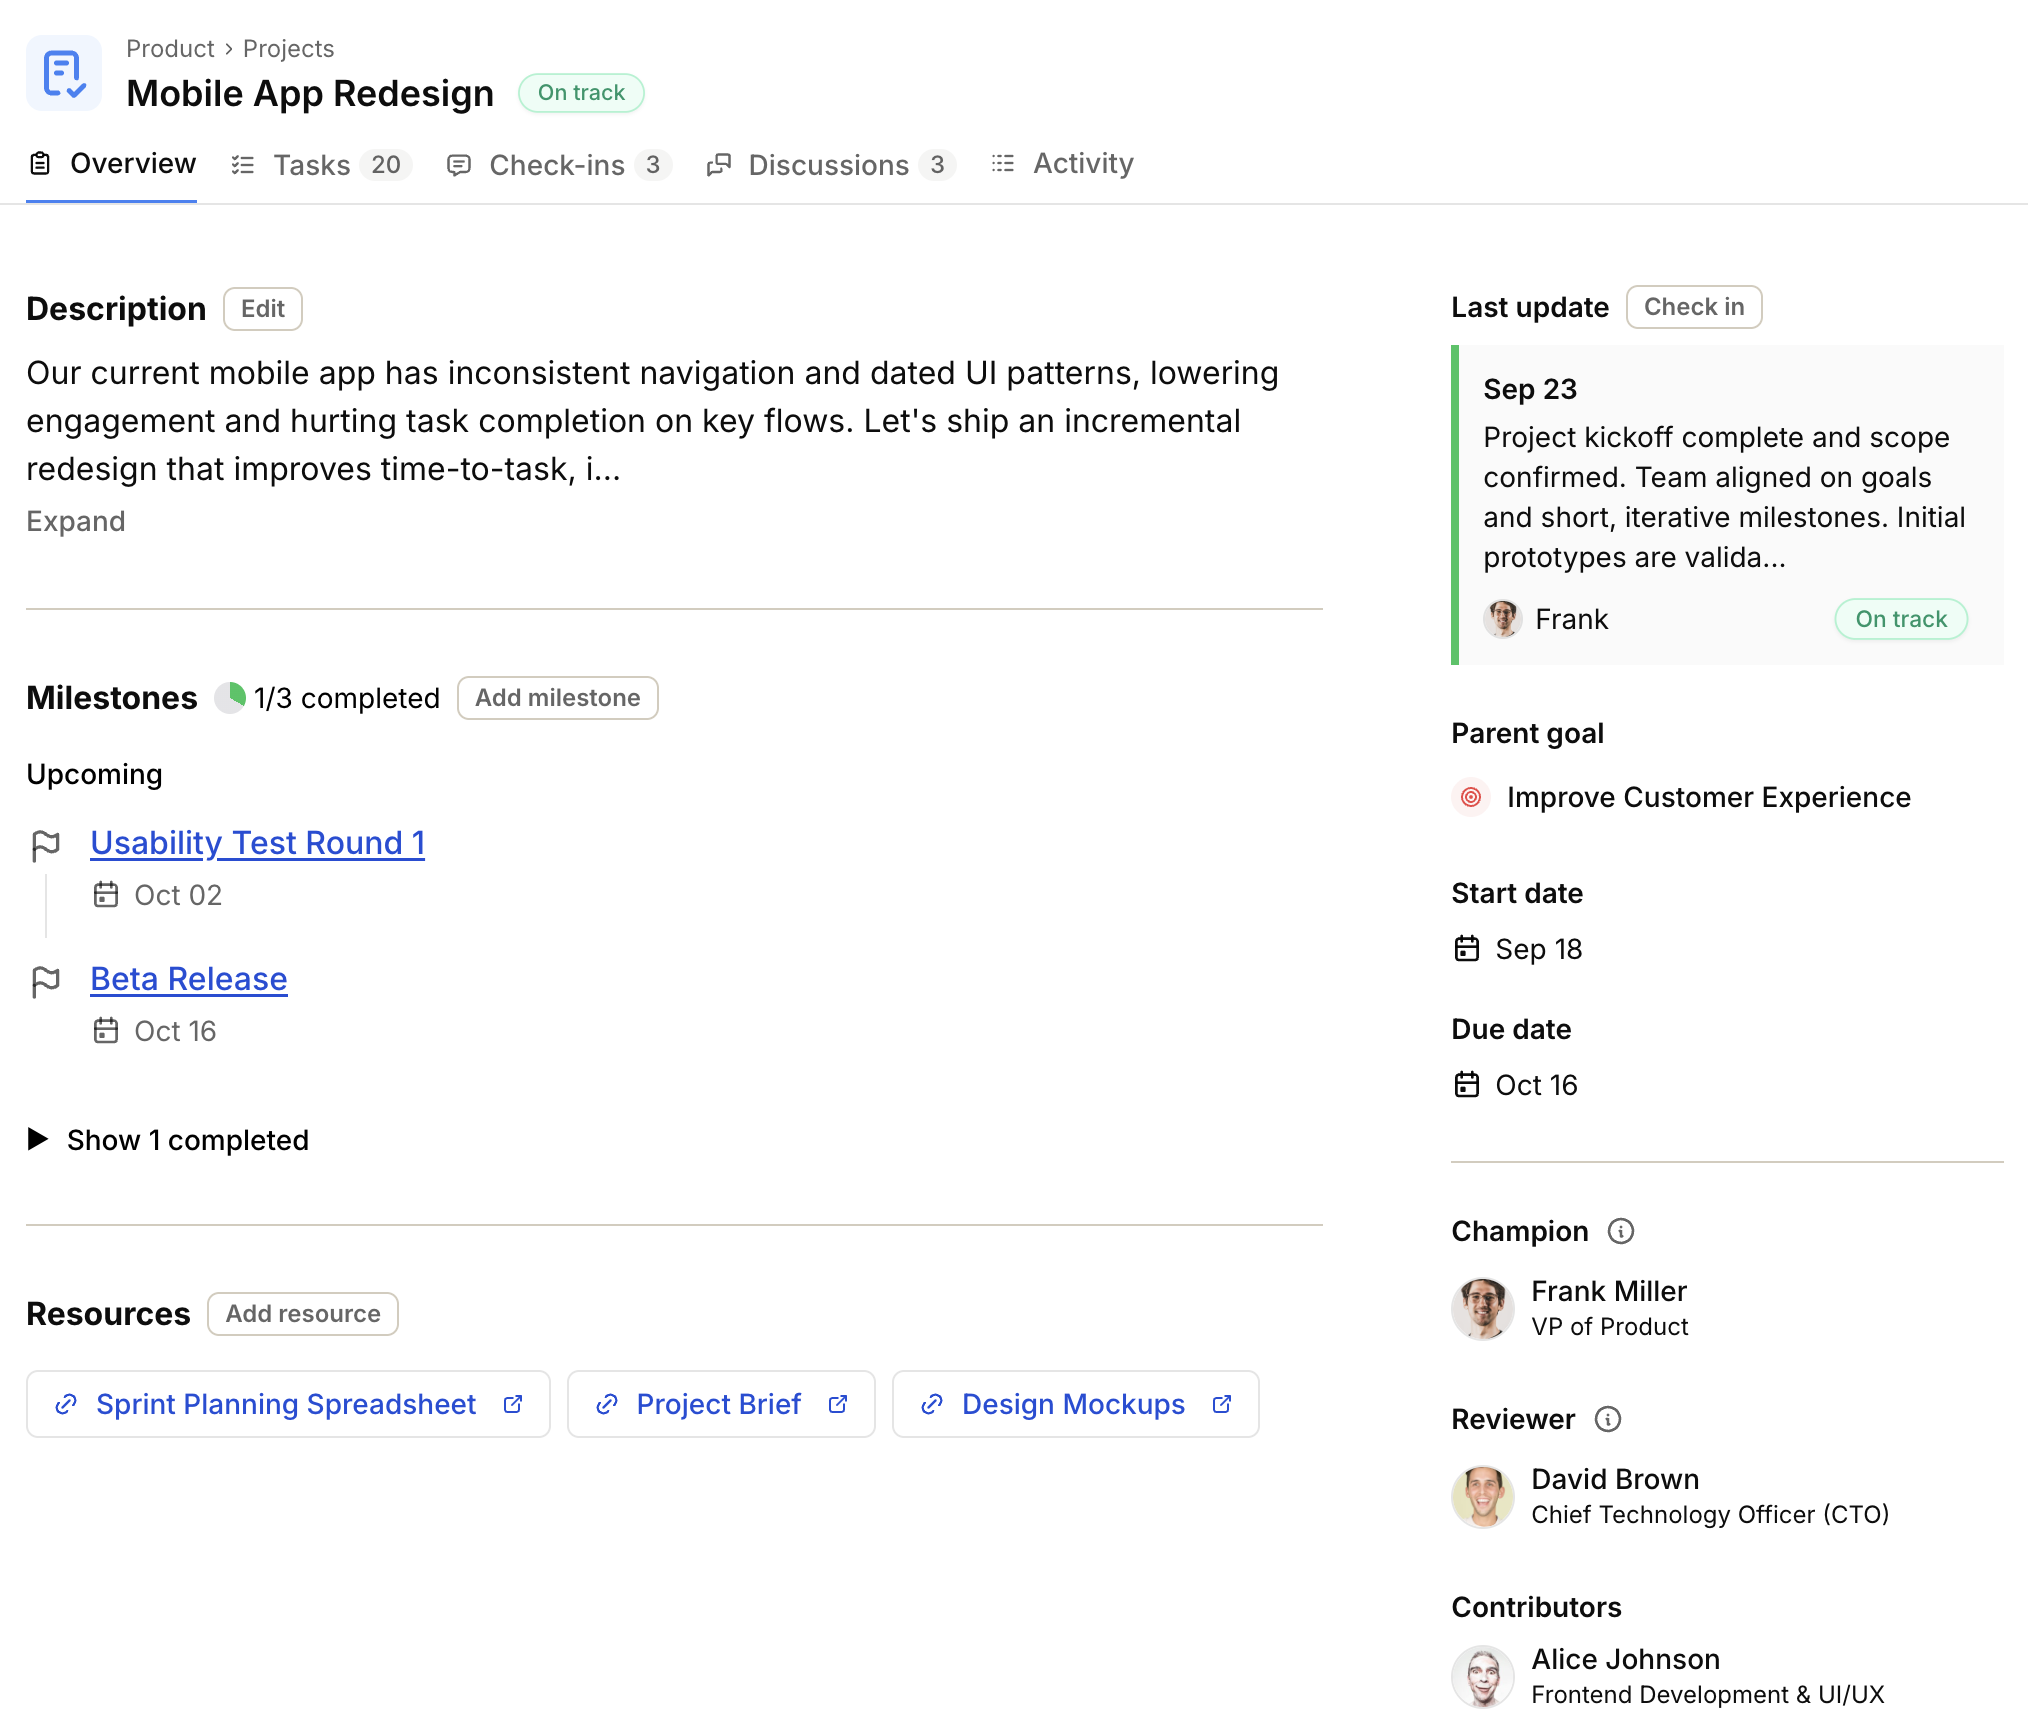 Product › Projects
Mobile App Redesign On track
Overview Tasks 20 Check-ins 3 Discussions 3 Activity
Description Edit
Our current mobile app has inconsistent navigation and dated UI patterns, lowering
engagement and hurting task completion on key flows. Let's ship an incremental
redesign that improves time-to-task, i...
Expand
Milestones 1/3 completed Add milestone
Upcoming
Usability Test Round 1
Oct 02
Beta Release
Oct 16
Show 1 completed
Resources Add resource
Sprint Planning Spreadsheet Project Brief Design Mockups
Last update Check in
Sep 23
Project kickoff complete and scope
confirmed. Team aligned on goals
and short, iterative milestones. Initial
prototypes are valida...
Frank On track
Parent goal
Improve Customer Experience
Start date
Sep 18
Due date
Oct 16
Champion
Frank Miller
VP of Product
Reviewer
David Brown
Chief Technology Officer (CTO)
Contributors
Alice Johnson
Frontend Development & UI/UX